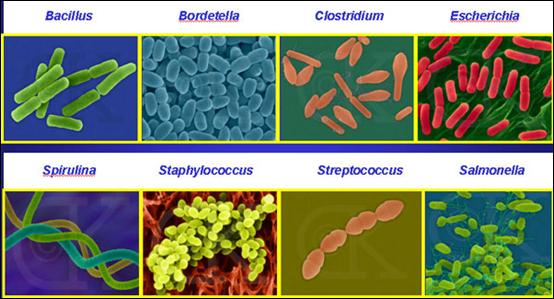 Bacillus Bordetella Clostridium Escherichia
Spirulina Staphylococcus Streptococcus Salmonella